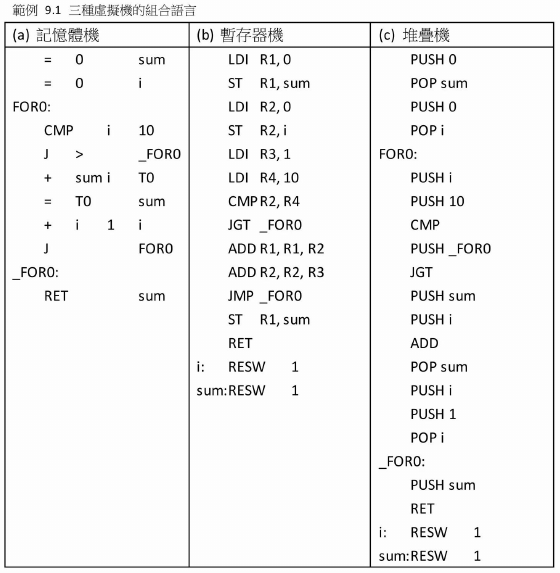 範例 9.1 三種虛擬機的組合語言
(a) 記憶體機
= 0 sum
= 0 i
FOR0:
CMP i 10
J > _FOR0
+ sum i T0
= T0 sum
+ i 1 i
J FOR0
_FOR0:
RET sum
(b) 暫存器機
LDI R1, 0
ST R1, sum
LDI R2, 0
ST R2, i
LDI R3, 1
LDI R4, 10
CMP R2, R4
JGT _FOR0
ADD R1, R1, R2
ADD R2, R2, R3
JMP _FOR0
ST R1, sum
RET
i: RESW 1
sum:RESW 1
(c) 堆疊機
PUSH 0
POP sum
PUSH 0
POP i
FOR0:
PUSH i
PUSH 10
CMP
PUSH _FOR0
JGT
PUSH sum
PUSH i
ADD
POP sum
PUSH i
PUSH 1
POP i
_FOR0:
PUSH sum
RET
i: RESW 1
sum:RESW 1